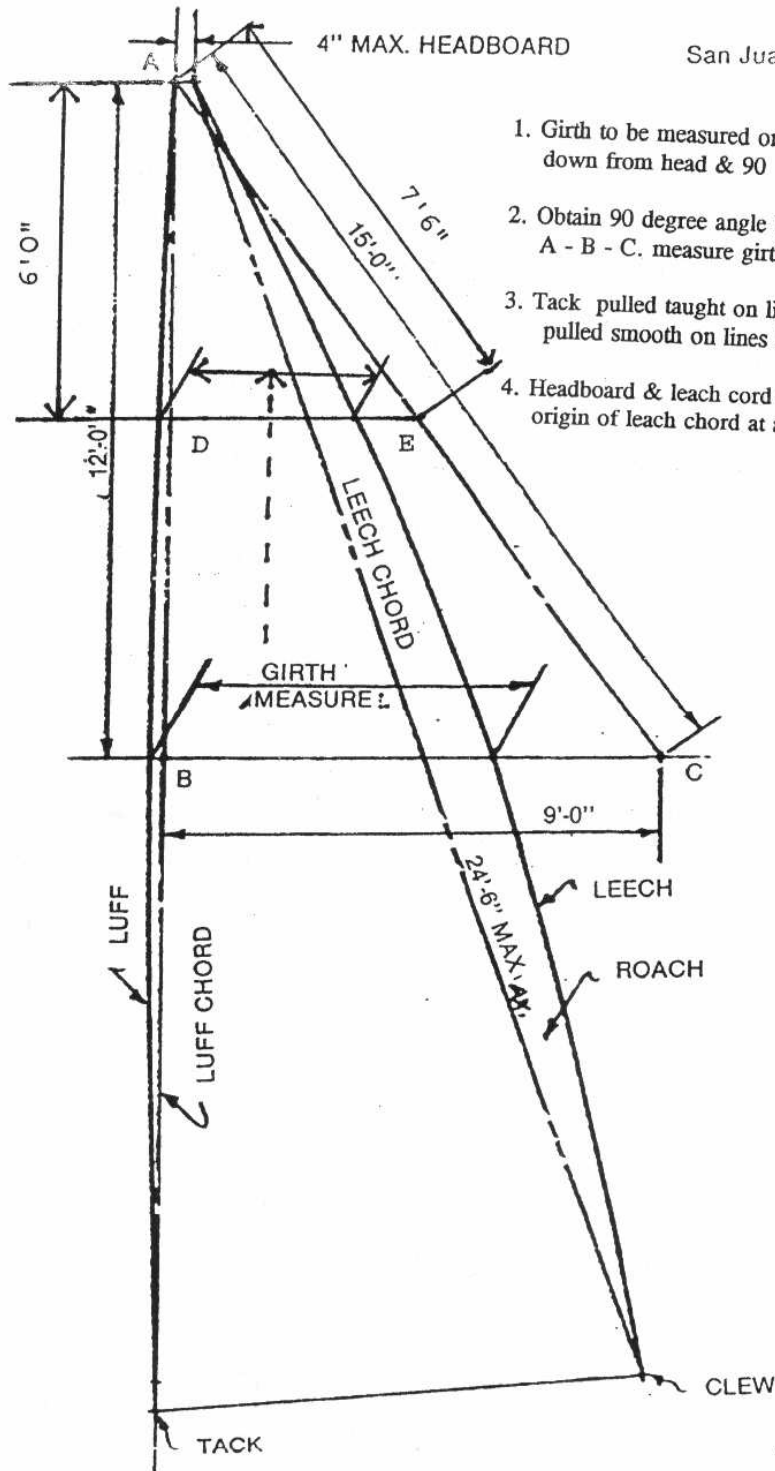 4" MAX. HEADBOARD
San Jua
A
1. Girth to be measured on
down from head & 90
7'6"
15'-0"
2. Obtain 90 degree angle
A - B - C. measure girt
6'0"
3. Tack pulled taught on li
pulled smooth on lines
4. Headboard & leach cord
origin of leach chord at a
12'-0"
D
E
LEECH CHORD
GIRTH
MEASURE
B
C
9'-0"
24'-6" MAX.
LEECH
LUFF
ROACH
LUFF CHORD
CLEW
TACK